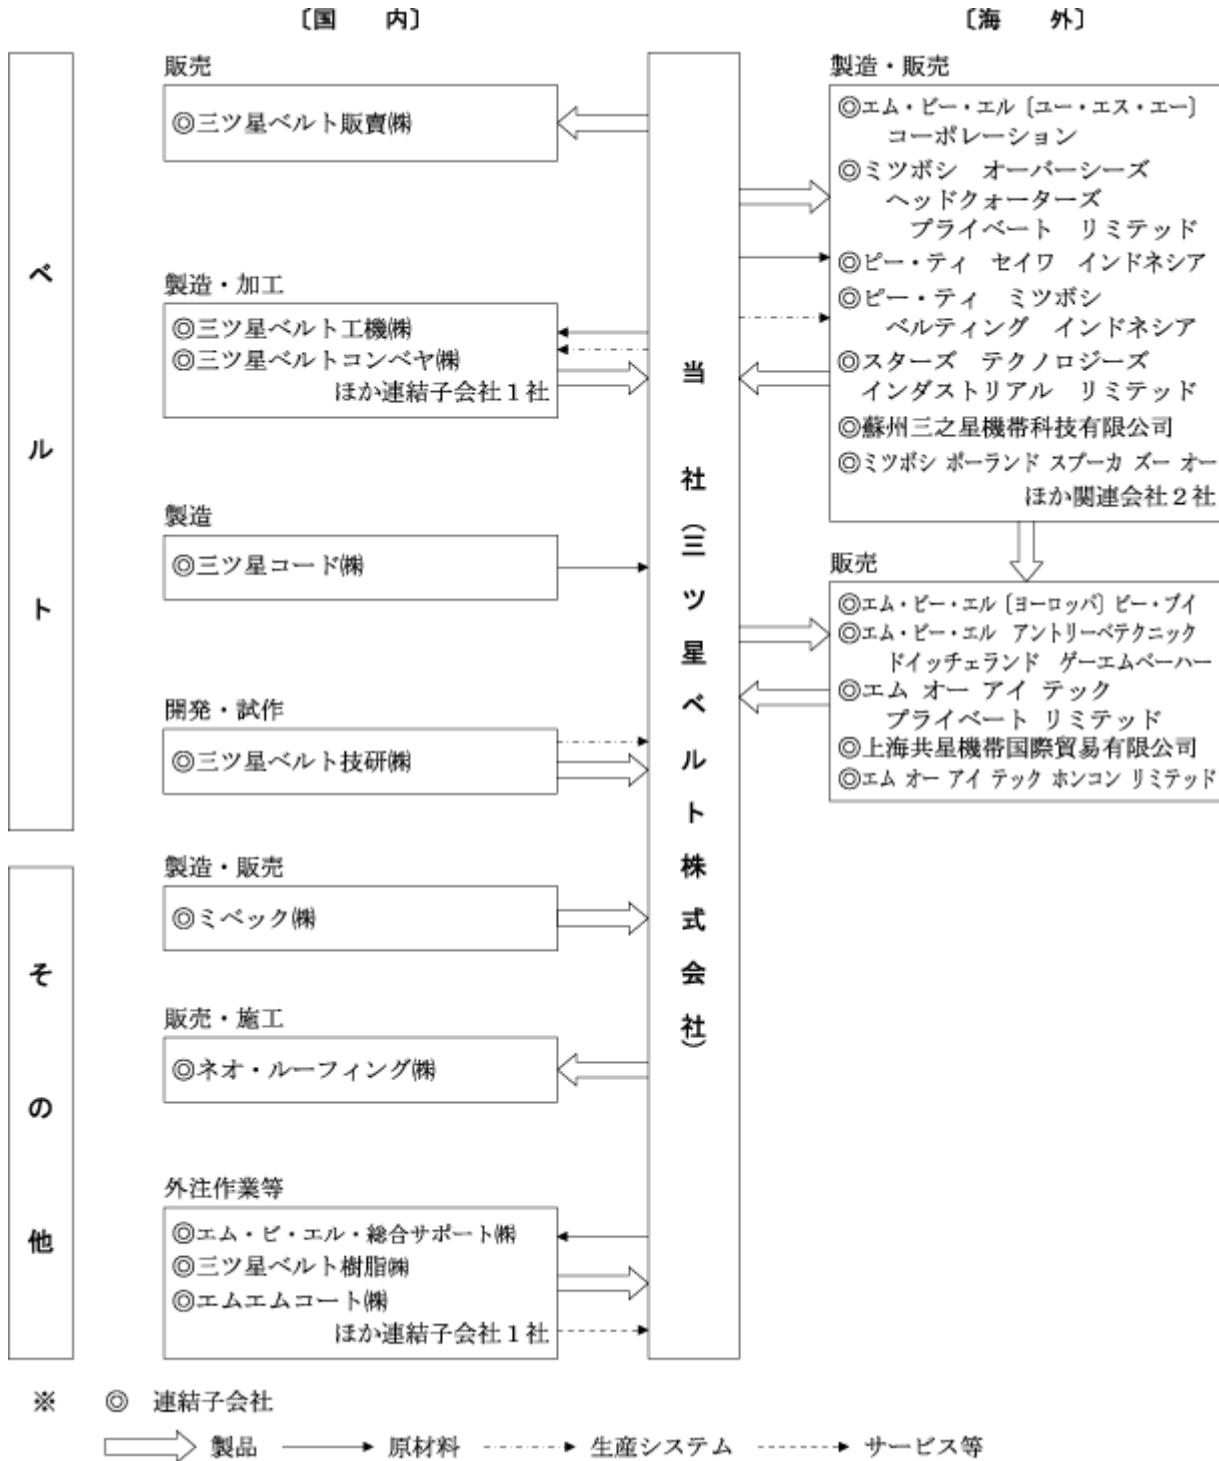 〔国　内〕
〔海　外〕
ベルト
販売
◎三ツ星ベルト販賣㈱
製造・加工
◎三ツ星ベルト工機㈱
◎三ツ星ベルトコンベヤ㈱
ほか連結子会社１社
製造
◎三ツ星コード㈱
開発・試作
◎三ツ星ベルト技研㈱
その他
製造・販売
◎ミベック㈱
販売・施工
◎ネオ・ルーフィング㈱
外注作業等
◎エム・ビ・エル・総合サポート㈱
◎三ツ星ベルト樹脂㈱
◎エムエムコート㈱
ほか連結子会社１社
当社（三ツ星ベルト株式会社）
製造・販売
◎エム・ビー・エル〔ユー・エス・エー〕
コーポレーション
◎ミツボシ　オーバーシーズ
ヘッドクォーターズ
プライベート　リミテッド
◎ピー・ティ　セイワ　インドネシア
◎ピー・ティ　ミツボシ
ベルティング　インドネシア
◎スターズ　テクノロジーズ
インダストリアル　リミテッド
◎蘇州三之星機帯科技有限公司
◎ミツボシ ポーランド スプーカ ズー オー
ほか関連会社２社
販売
◎エム・ビー・エル〔ヨーロッパ〕ビー・ブイ
◎エム・ビー・エル　アントリーベテクニック
ドイッチェランド　ゲーエムベーハー
◎エム オー アイ テック
プライベート リミテッド
◎上海共星機帯国際貿易有限公司
◎エム オー アイ テック ホンコン リミテッド
※　◎　連結子会社
製品　原材料　生産システム　サービス等